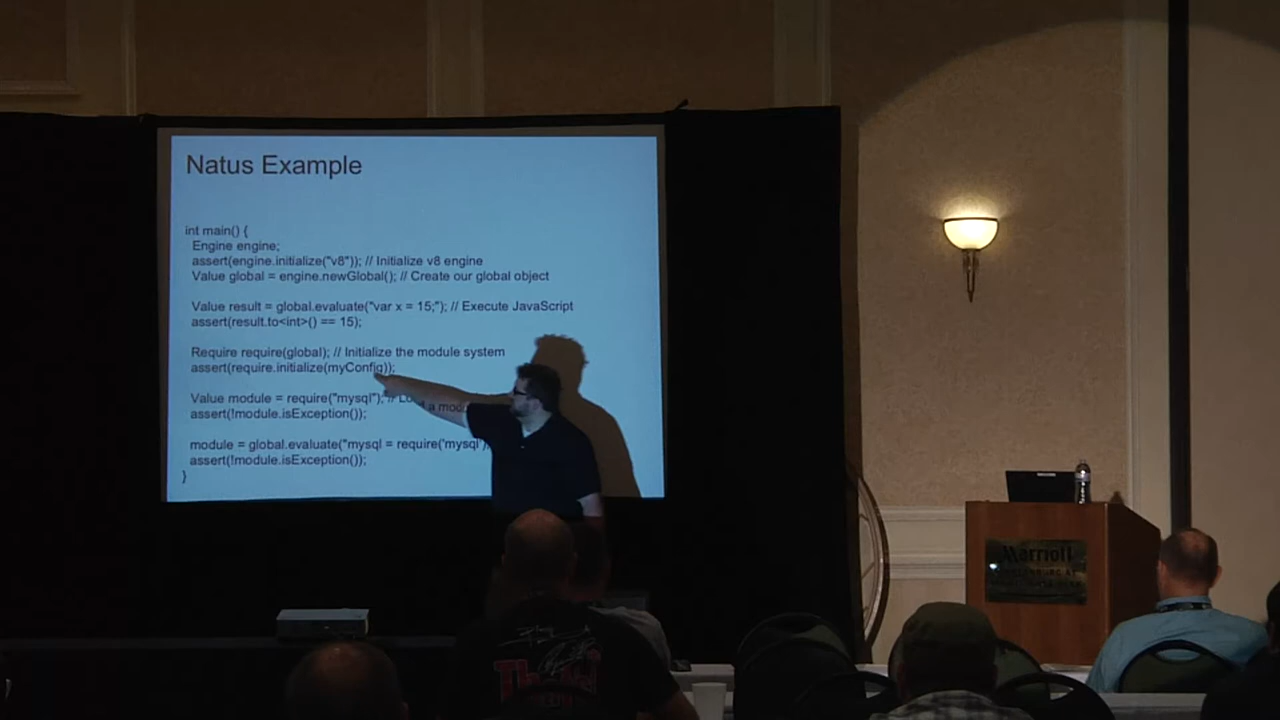 Natus Example
int main() {
Engine engine;
assert(engine.initialize("v8")); // Initialize v8 engine
Value global = engine.newGlobal(); // Create our global object
Value result = global.evaluate("var x = 15;"); // Execute JavaScript
assert(result.to<int>() == 15);
Require require(global); // Initialize the module system
assert(require.initialize(myConfig));
Value module = require("mysql"); // a
assert(!module.isException());
module = global.evaluate("mysql = require('mysql')
assert(!module.isException());
}
Marriott